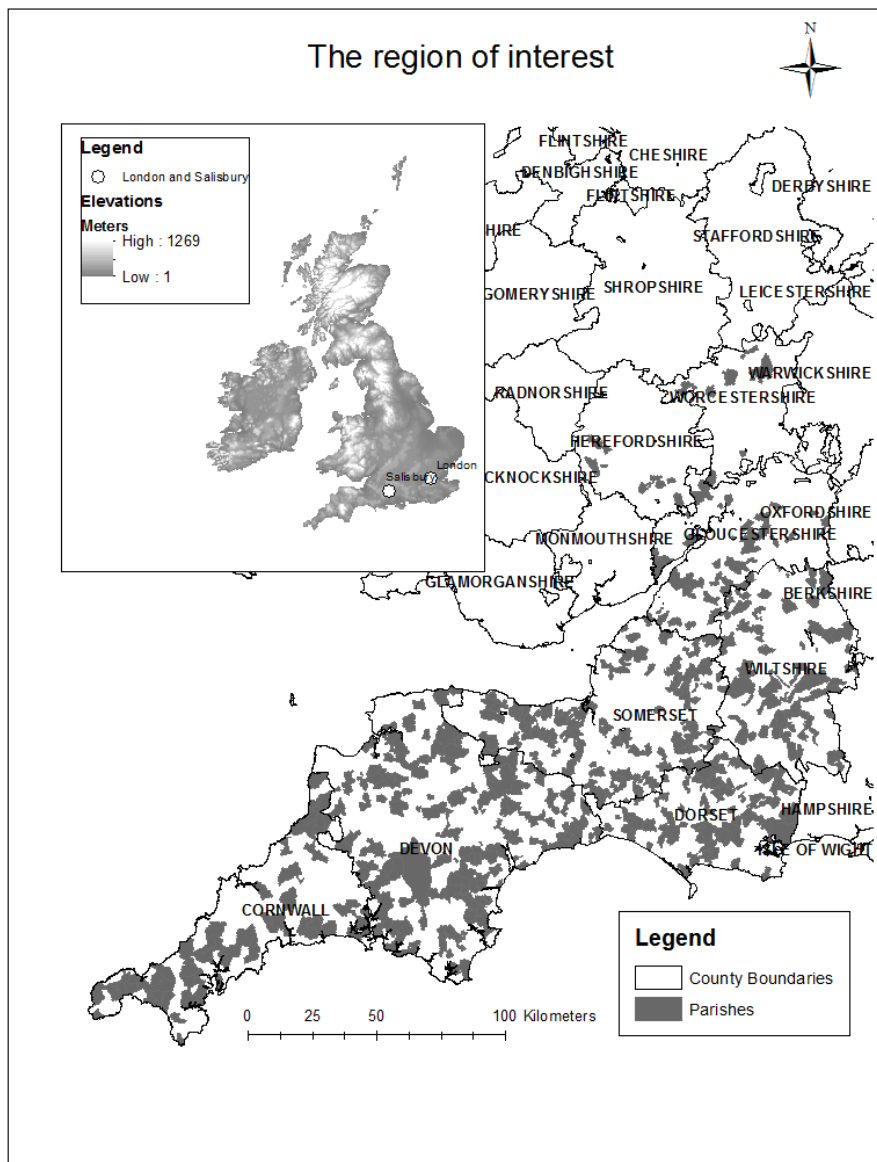 N
The region of interest
Legend
London and Salisbury
Elevations
Meters
High : 1269
Low : 1
London
Salisbury
FLINTSHIRE
CHESHIRE
DENBIGHSHIRE
FLINTSHIRE
DERBYSHIRE
HIRE
STAFFORDSHIRE
GOMERYSHIRE
SHROPSHIRE
LEICESTERSHIRE
WARWICKSHIRE
RADNORSHIRE
WORCESTERSHIRE
HEREFORDSHIRE
CKNOCKSHIRE
OXFORDSHIRE
MONMOUTHSHIRE
GLOUCESTERSHIRE
GLAMORGANSHIRE
BERKSHIRE
WILTSHIRE
SOMERSET
DORSET
HAMPSHIRE
DEVON
ISLE OF WIGHT
CORNWALL
Legend
County Boundaries
Parishes
0 25 50 100 Kilometers